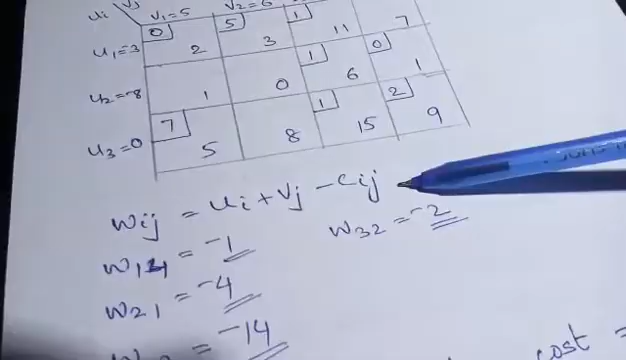 ui vj v1=5 v2=6
u1=3 0 2 5 3 1 11 7
u2=-8 1 0 1 6 0 1
u3=0 7 5 8 1 15 2 9
wij = ui + vj - cij
w14 = -1 w32 = -2
w21 = -4
= -14
cost =